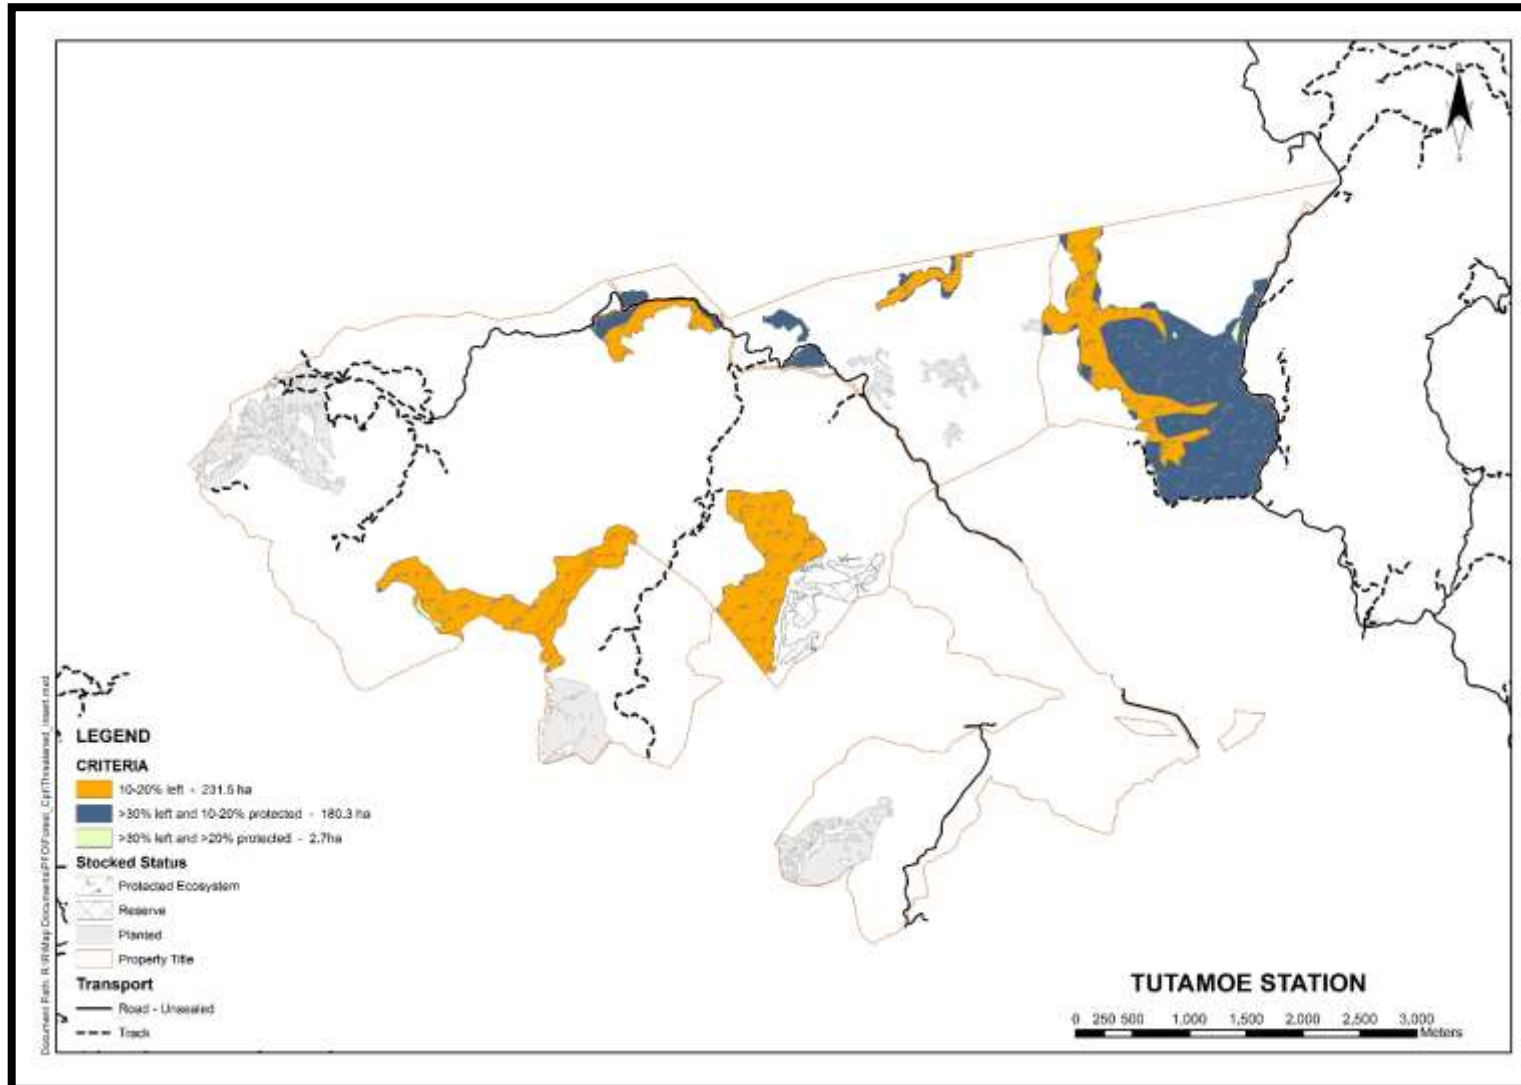 LEGEND
CRITERIA
10-20% left - 231.5 ha
>30% left and 10-20% protected - 180.3 ha
>30% left and >20% protected - 2.7ha
Stocked Status
Protected Ecosystem
Reserve
Planted
Property Title
Transport
Road - Unsealed
Track
TUTAMOE STATION
0 250 500 1,000 1,500 2,000 2,500 3,000
Meters
Document Path: